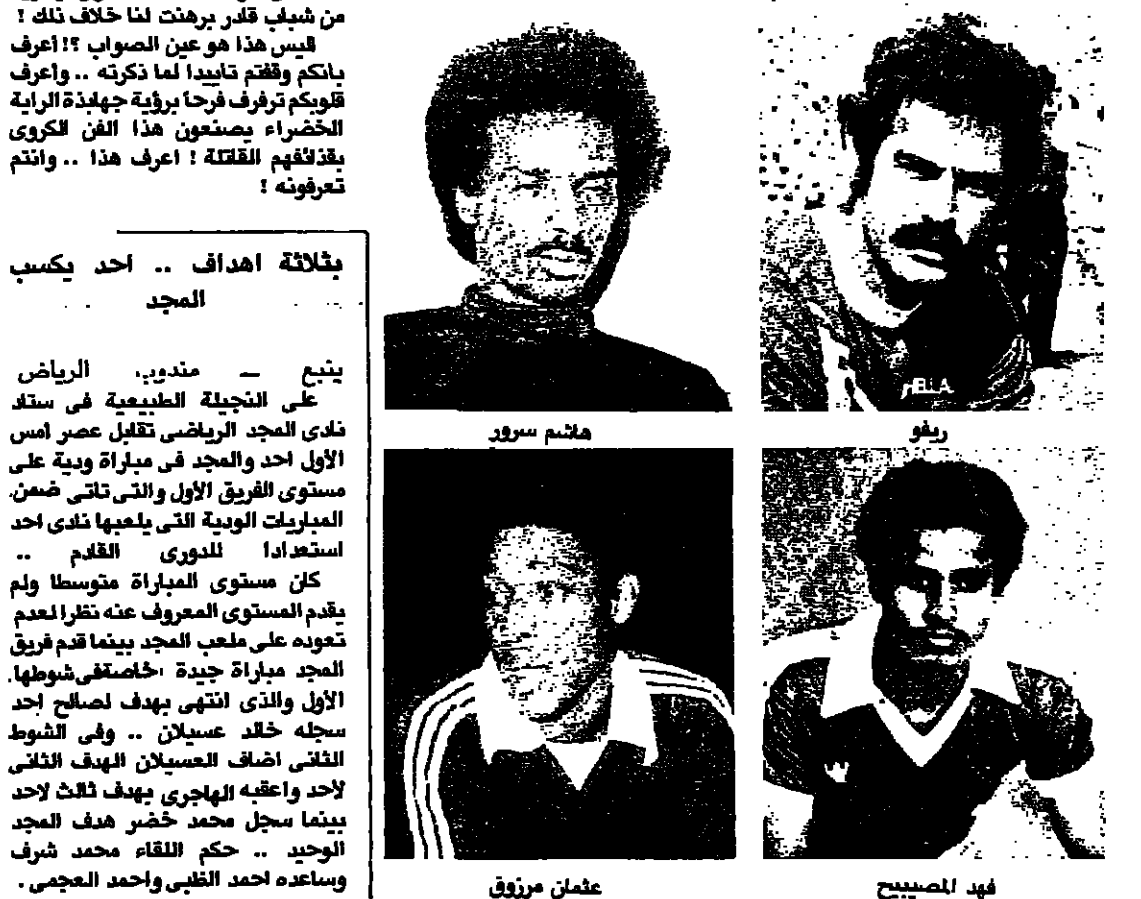 من شباب قادر برهنت لنا خلاف ذلك !
اليس هذا هو عين الصواب ؟! أعرف
بانكم وقفتم تاييدا لما ذكرته .. وأعرف
قلوبكم ترفرف فرحاً برؤية جهابذة الراية
الخضراء يصنعون هذا الفن الكروى
بقذائفهم القاتلة ! اعرف هذا .. وانتم
تعرفونه !
بثلاثة اهداف .. احد يكسب
المجد
ينبع — مندوب الرياض
على النجيلة الطبيعية فى ستاد
نادى المجد الرياضى تقابل عصر امس
الأول احد والمجد فى مباراة ودية على
مستوى الفريق الأول والتى تاتى ضمن
المباريات الودية التى يلعبها نادى احد
استعدادا للدورى القادم ..
كان مستوى المباراة متوسطا ولم
يقدم المستوى المعروف عنه نظرا لعدم
تعوده على ملعب المجد بينما قدم فريق
المجد مباراة جيدة خاصة فى شوطها
الأول والذى انتهى بهدف لصالح احد
سجله خالد عسيلان .. وفى الشوط
الثانى اضاف العسيلان الهدف الثانى
لأحد واعقبه الهاجرى بهدف ثالث لاحد
بينما سجل محمد خضر هدف المجد
الوحيد .. حكم اللقاء محمد شرف
وساعده احمد الظبى واحمد العجمى .
هاشم سرور
ريفو
HELLA
عثمان مرزوق
فهد المصيبيح